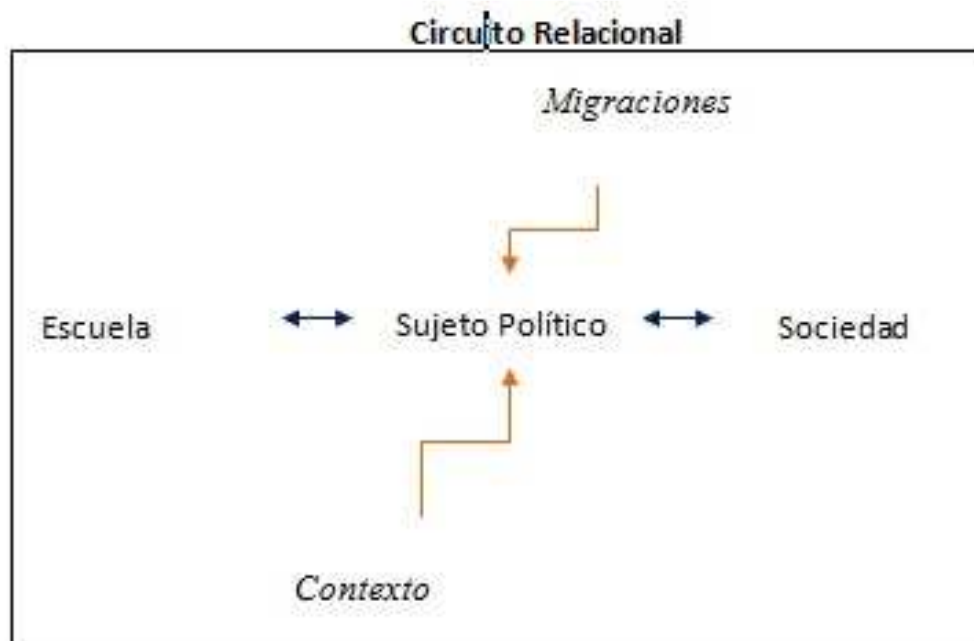 Circuito Relacional
Migraciones
Escuela Sujeto Político Sociedad
Contexto